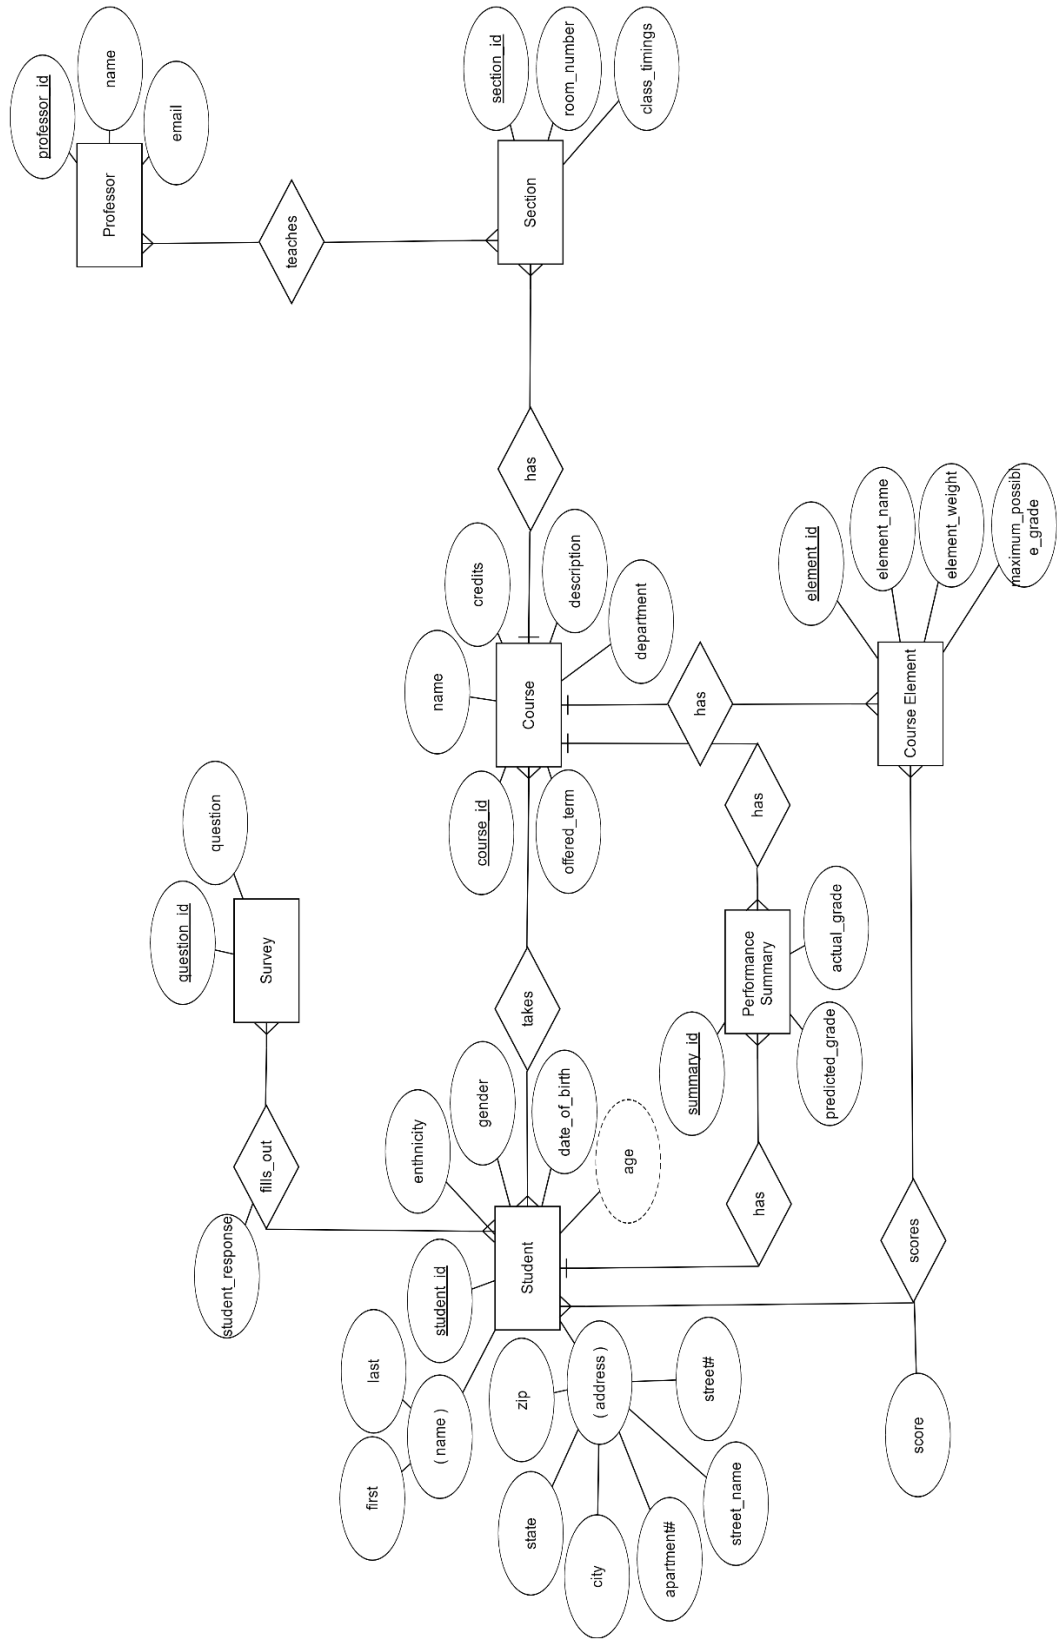 first
last
( name )
student_id
enthnicity
gender
date_of_birth
age
Student
zip
( address )
state
city
apartment#
street_name
street#
student_response
fills_out
question_id
question
Survey
takes
course_id
name
credits
offered_term
Course
description
department
has
Section
section_id
room_number
class_timings
teaches
Professor
professor_id
name
email
has
summary_id
Performance
Summary
predicted_grade
actual_grade
has
has
element_id
element_name
element_weight
maximum_possibl
e_grade
Course Element
scores
score